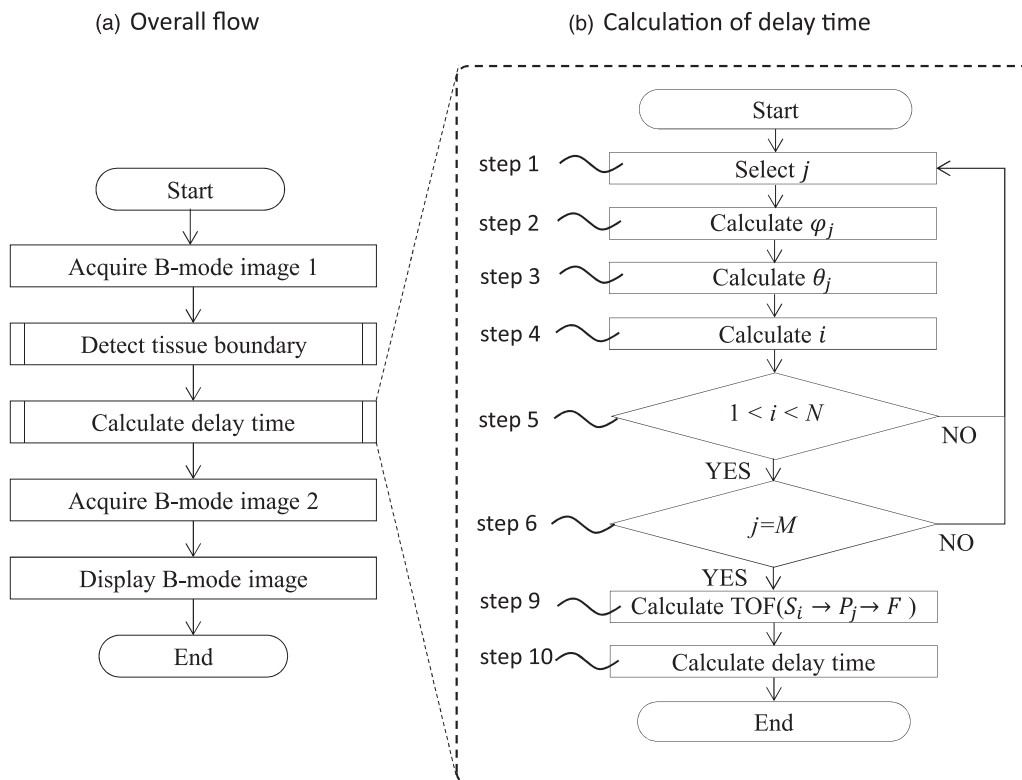 (a) Overall flow
Start
Acquire B-mode image 1
Detect tissue boundary
Calculate delay time
Acquire B-mode image 2
Display B-mode image
End
(b) Calculation of delay time
Start
step 1
Select j
step 2
Calculate φj
step 3
Calculate θj
step 4
Calculate i
step 5
1 < i < N
NO
YES
step 6
j=M
NO
YES
step 9
Calculate TOF(Si → Pj → F )
step 10
Calculate delay time
End